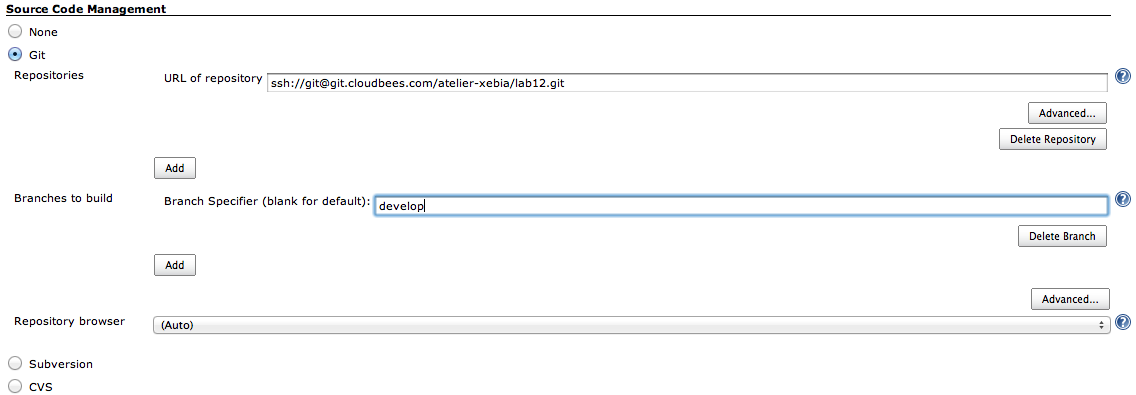 Source Code Management
None
Git
Repositories
URL of repository ssh://git@git.cloudbees.com/atelier-xebia/lab12.git
?
Advanced...
Delete Repository
Add
Branches to build
Branch Specifier (blank for default): develop
?
Delete Branch
Add
Advanced...
Repository browser
(Auto)
?
Subversion
CVS